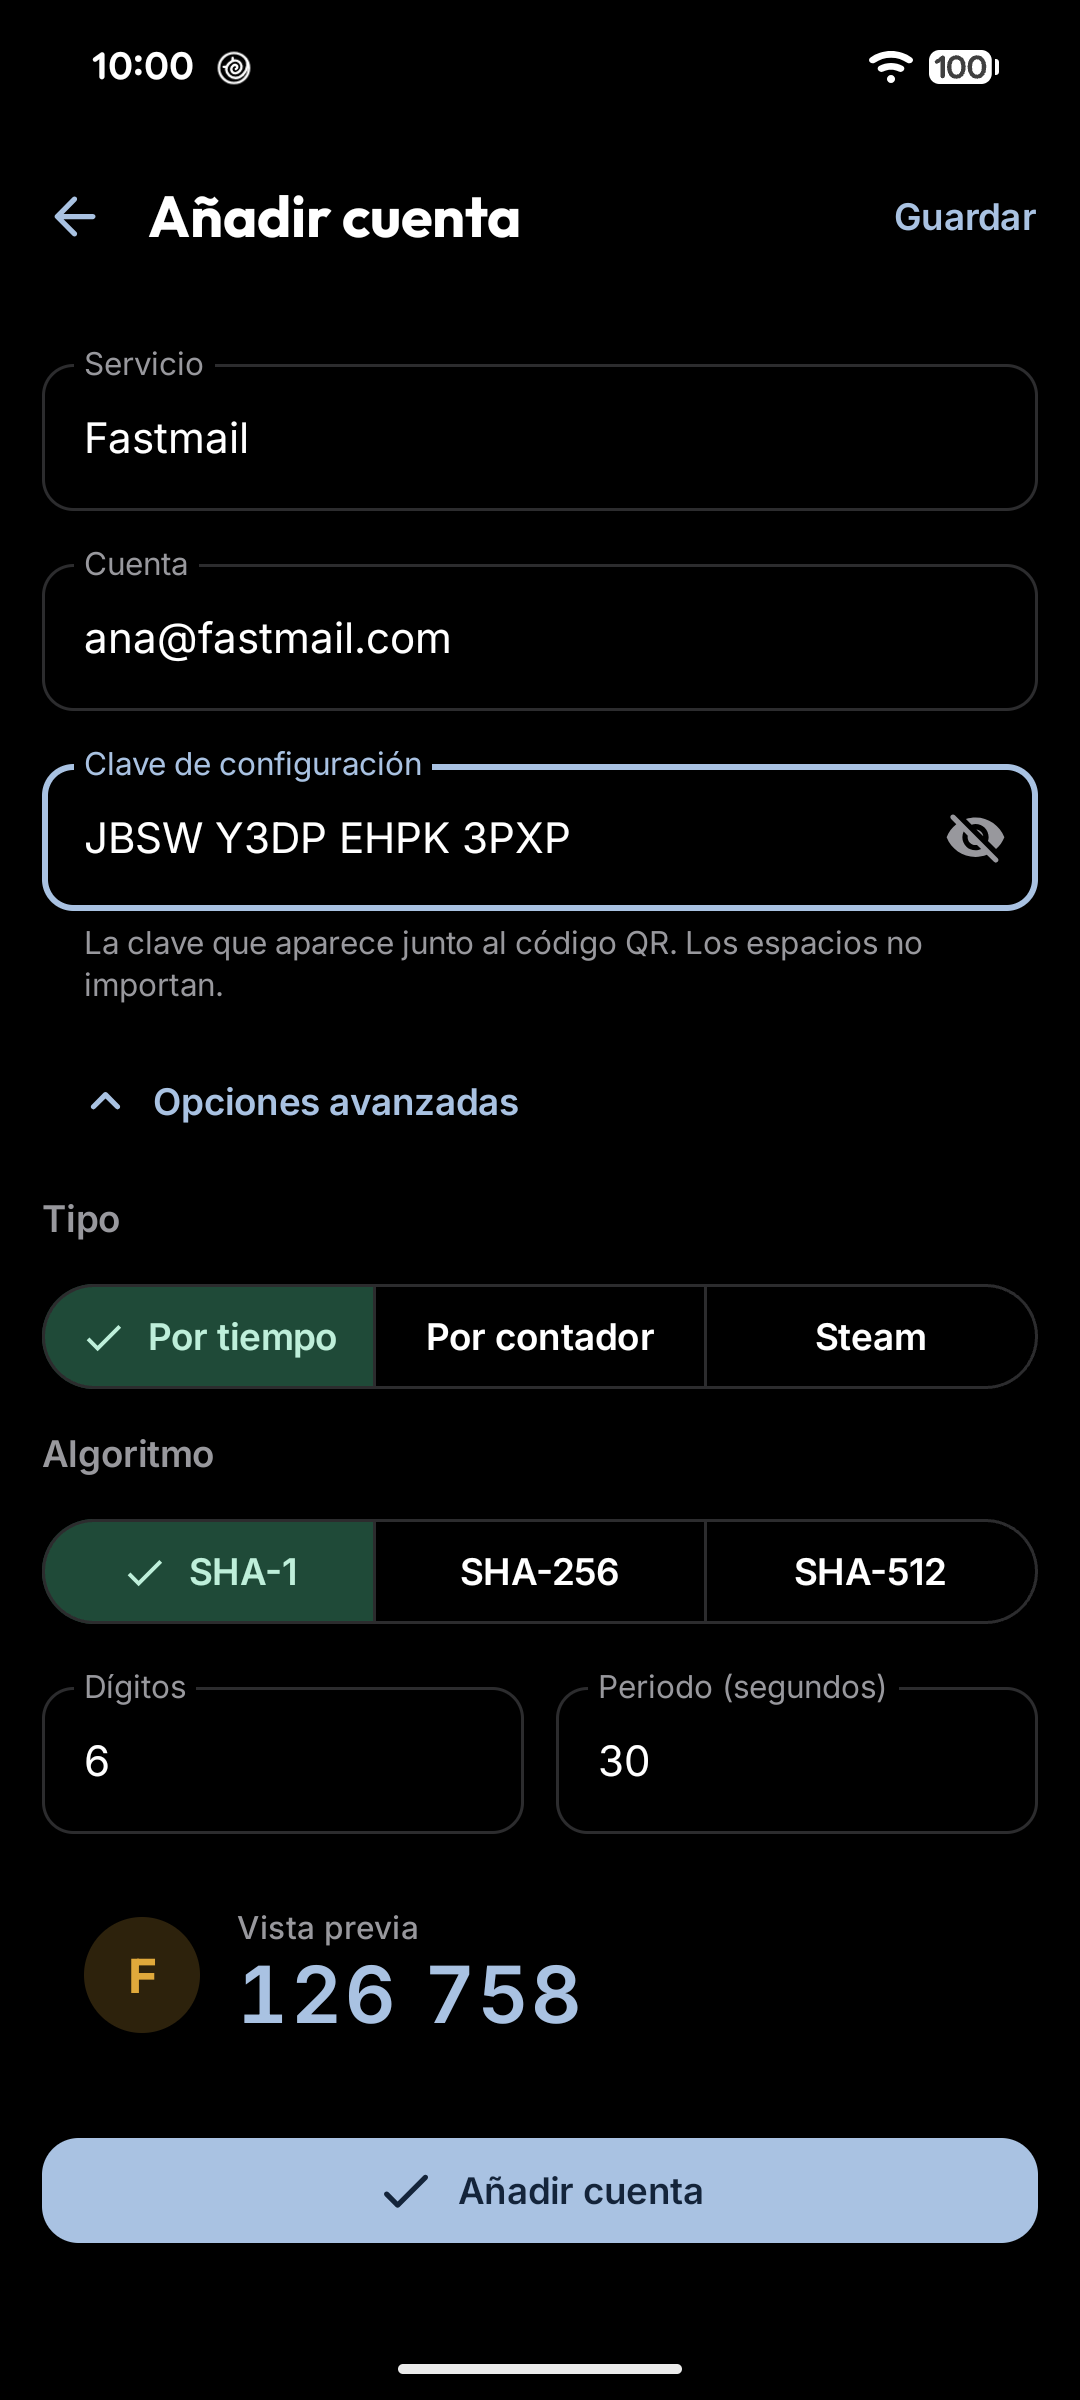 10:00
100
Añadir cuenta
Guardar
Servicio
Fastmail
Cuenta
ana@fastmail.com
Clave de configuración
JBSW Y3DP EHPK 3PXP
La clave que aparece junto al código QR. Los espacios no
importan.
Opciones avanzadas
Tipo
Por tiempo
Por contador
Steam
Algoritmo
SHA-1
SHA-256
SHA-512
Dígitos
6
Periodo (segundos)
30
F
Vista previa
126 758
Añadir cuenta